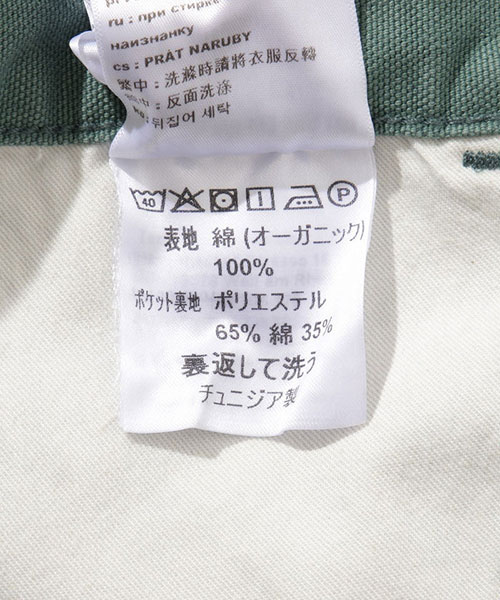 ru : при стирке
наизнанку
cs : PRÁT NARUBY
繁中 : 洗滌時請將衣服反轉
中 : 反面洗涤
뒤집어 세탁
40 P
表地 綿 (オーガニック)
100%
ポケット裏地 ポリエステル
65% 綿 35%
裏返して洗う
チュニジア製